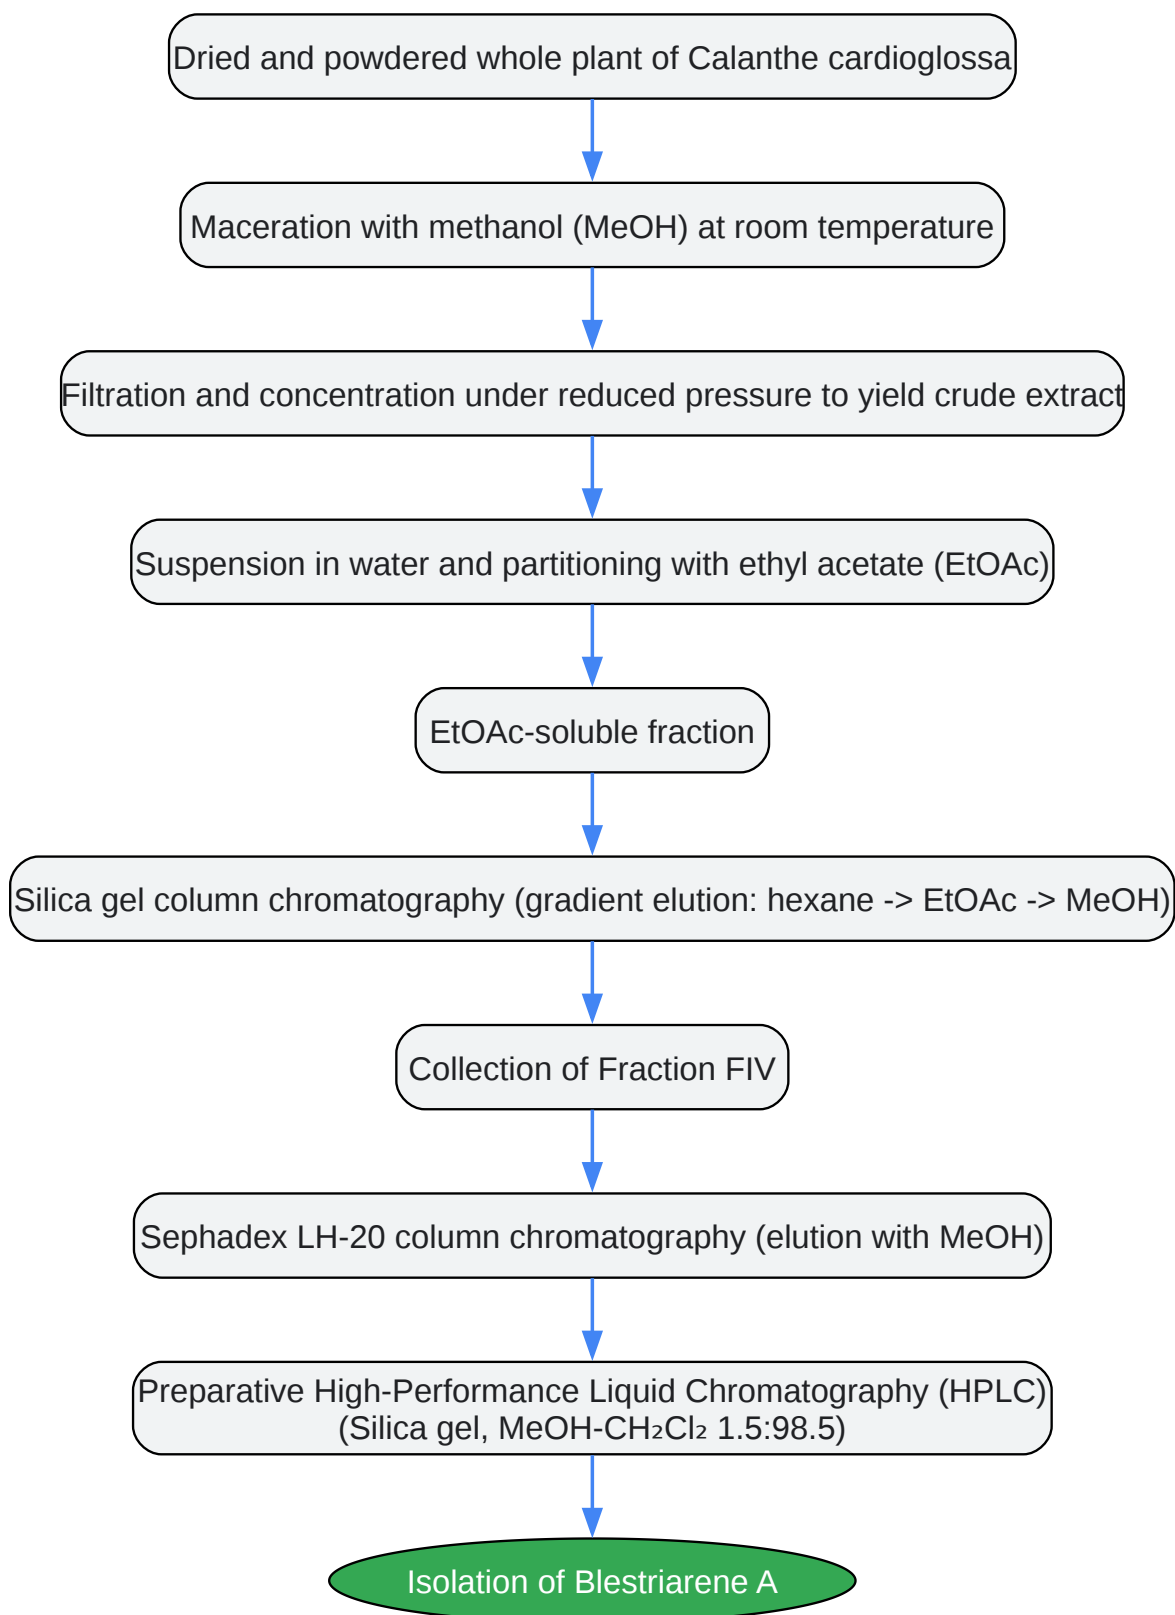 Dried and powdered whole plant of Calanthe cardioglossa
Maceration with methanol (MeOH) at room temperature
Filtration and concentration under reduced pressure to yield crude extract
Suspension in water and partitioning with ethyl acetate (EtOAc)
EtOAc-soluble fraction
Silica gel column chromatography (gradient elution: hexane -> EtOAc -> MeOH)
Collection of Fraction FIV
Sephadex LH-20 column chromatography (elution with MeOH)
Preparative High-Performance Liquid Chromatography (HPLC)
(Silica gel, MeOH-CH₂Cl₂ 1.5:98.5)
Isolation of Blestriarene A